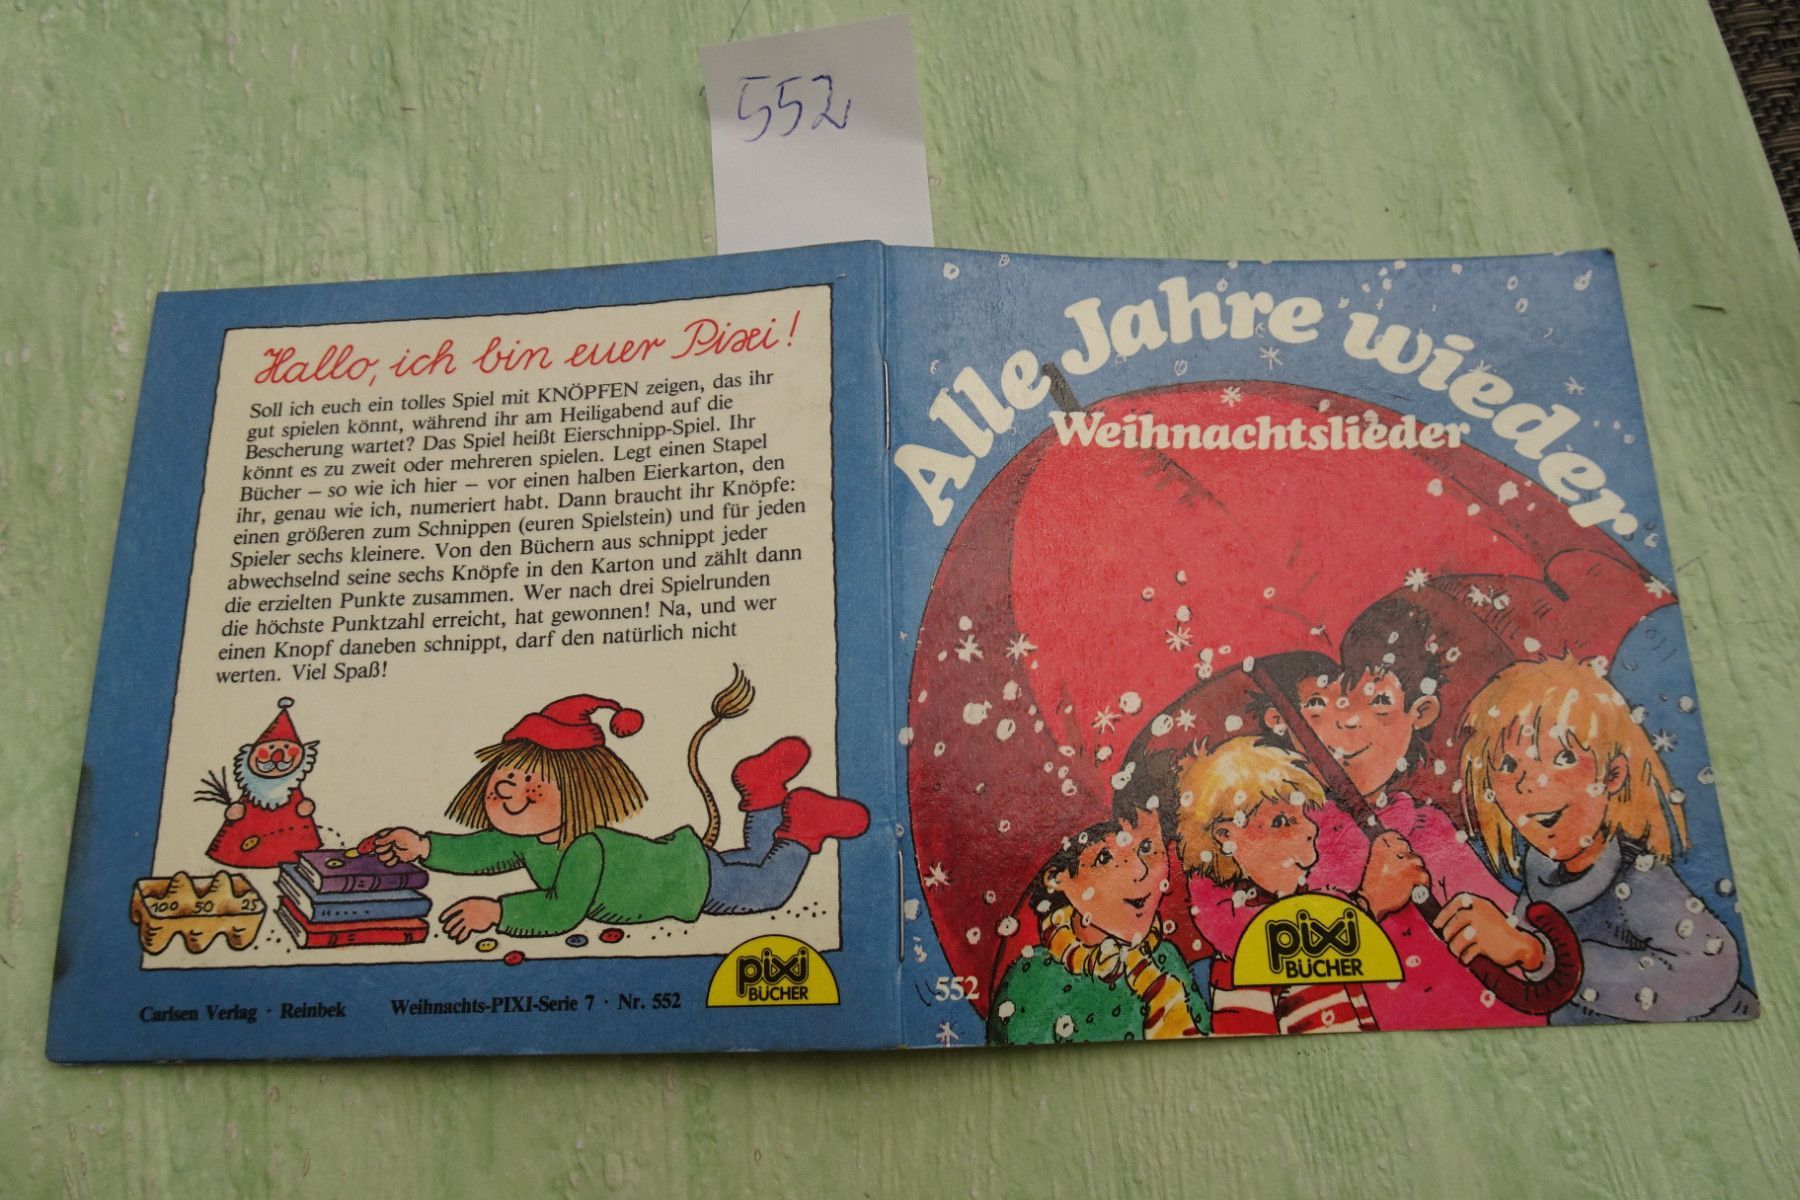 552
Hallo, ich bin euer Pixi!
Soll ich euch ein tolles Spiel mit KNÖPFEN zeigen, das ihr
gut spielen könnt, während ihr am Heiligabend auf die
Bescherung wartet? Das Spiel heißt Eierschnipp-Spiel. Ihr
könnt es zu zweit oder mehreren spielen. Legt einen Stapel
Bücher – so wie ich hier – vor einen halben Eierkarton, den
ihr, genau wie ich, numeriert habt. Dann braucht ihr Knöpfe:
einen größeren zum Schnippen (euren Spielstein) und für jeden
Spieler sechs kleinere. Von den Büchern aus schnippt jeder
abwechselnd seine sechs Knöpfe in den Karton und zählt dann
die erzielten Punkte zusammen. Wer nach drei Spielrunden
die höchste Punktzahl erreicht, hat gewonnen! Na, und wer
einen Knopf daneben schnippt, darf den natürlich nicht
werten. Viel Spaß!
100 50 25
pixi
BÜCHER
Carlsen Verlag · Reinbek Weihnachts-PIXI-Serie 7 · Nr. 552
Alle Jahre wieder
Weihnachtslieder
pixi
BÜCHER
552